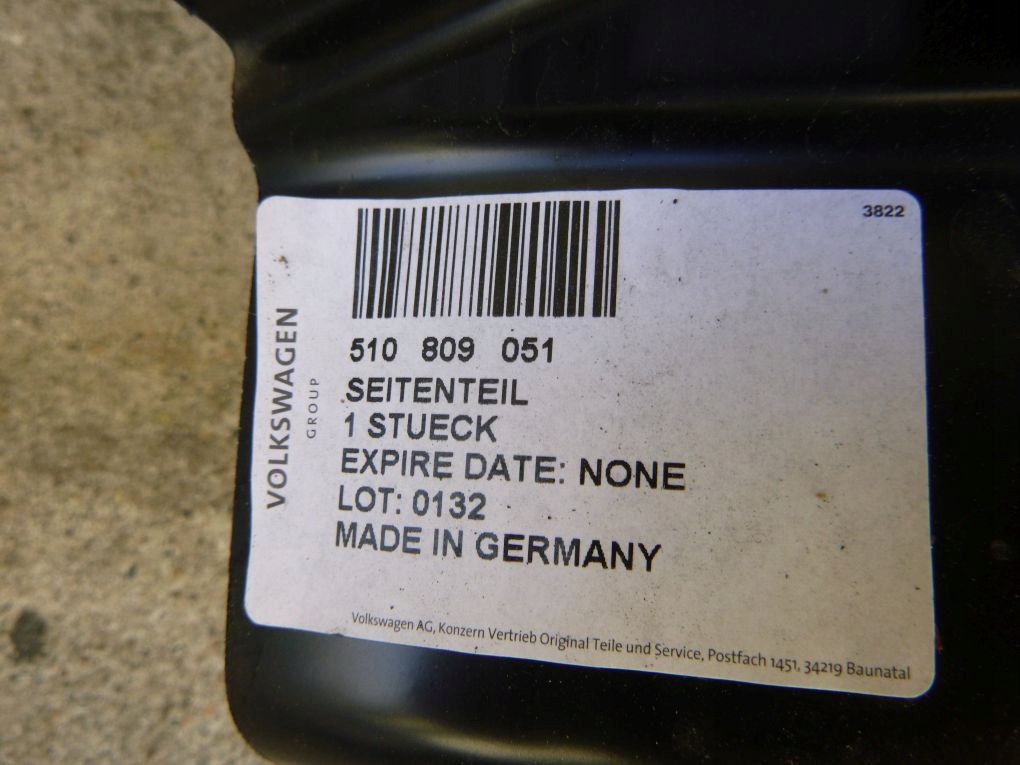 3822
VOLKSWAGEN
GROUP
510 809 051
SEITENTEIL
1 STUECK
EXPIRE DATE: NONE
LOT: 0132
MADE IN GERMANY
Volkswagen AG, Konzern Vertrieb Original Teile und Service, Postfach 1451, 34219 Baunatal